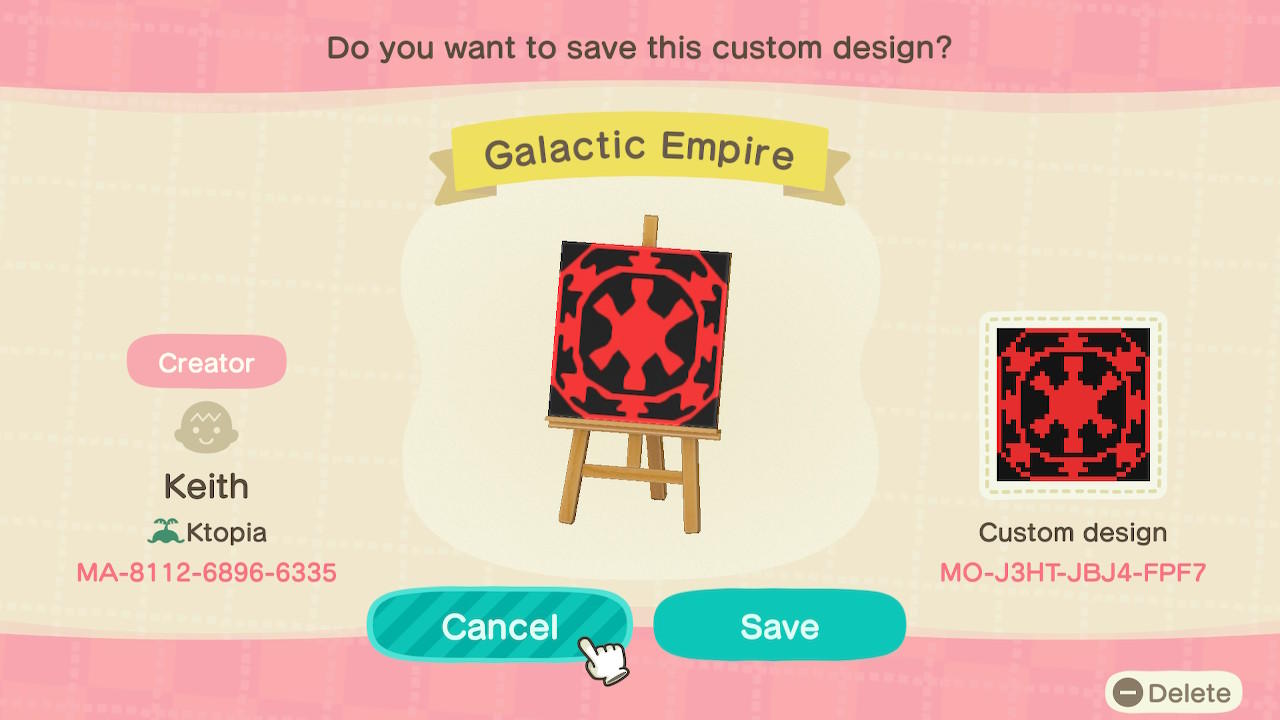 Do you want to save this custom design?
Galactic Empire
Creator
Keith
Ktopia
MA-8112-6896-6335
Custom design
MO-J3HT-JBJ4-FPF7
Cancel
Save
Delete